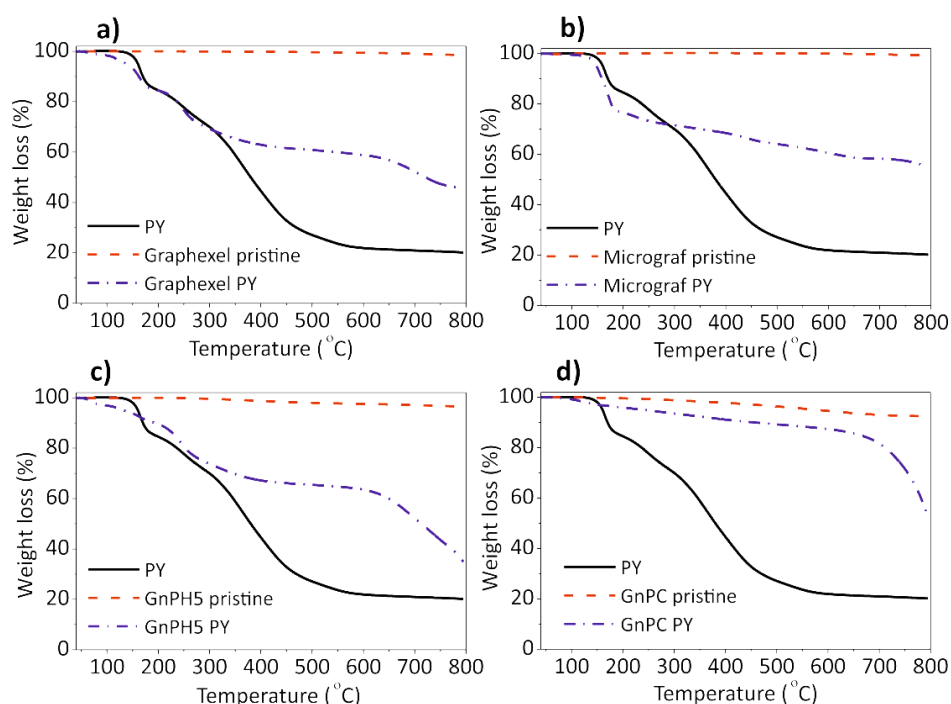 a)
Weight loss (%)
100
80
60
40
20
0
PY
Graphexel pristine
Graphexel PY
100 200 300 400 500 600 700 800
Temperature (°C)
b)
Weight loss (%)
100
80
60
40
20
0
PY
Micrograf pristine
Micrograf PY
100 200 300 400 500 600 700 800
Temperature (°C)
c)
Weight loss (%)
100
80
60
40
20
0
PY
GnPH5 pristine
GnPH5 PY
100 200 300 400 500 600 700 800
Temperature (°C)
d)
Weight loss (%)
100
80
60
40
20
0
PY
GnPC pristine
GnPC PY
100 200 300 400 500 600 700 800
Temperature (°C)